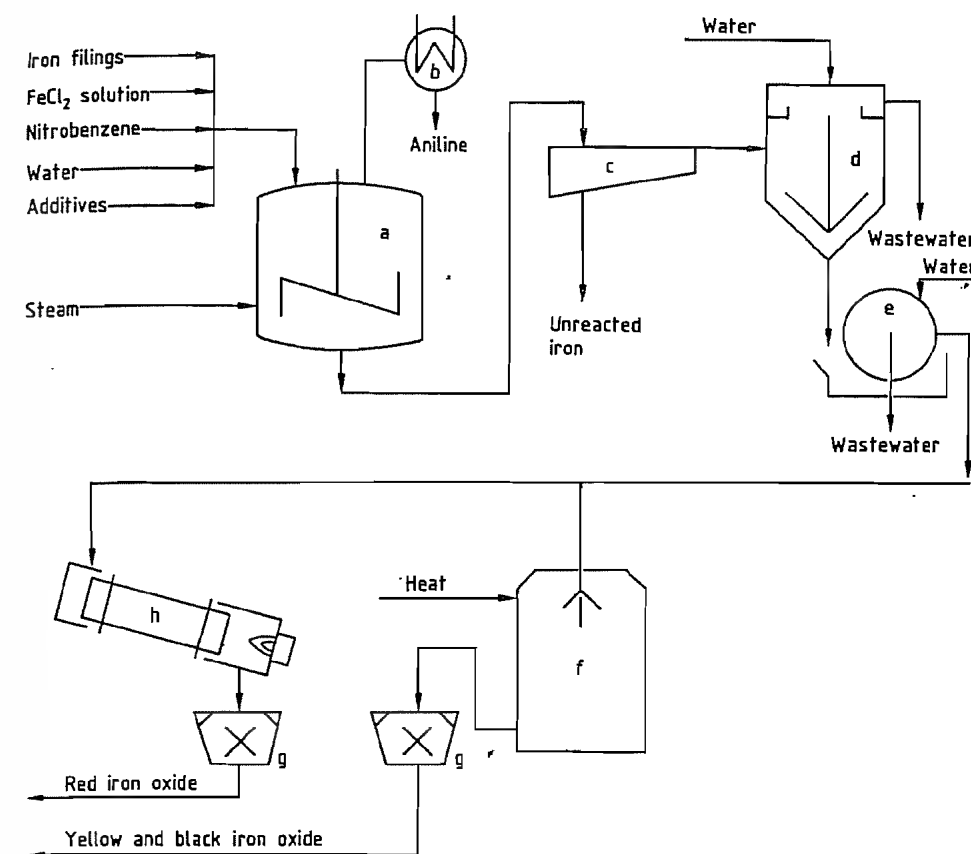 Iron filings
FeCl₂ solution
Nitrobenzene
Water
Additives
Steam
a
b
Aniline
c
Unreacted
iron
Water
d
Wastewater
Water
e
Wastewater
h
Heat
f
g
g
Red iron oxide
Yellow and black iron oxide